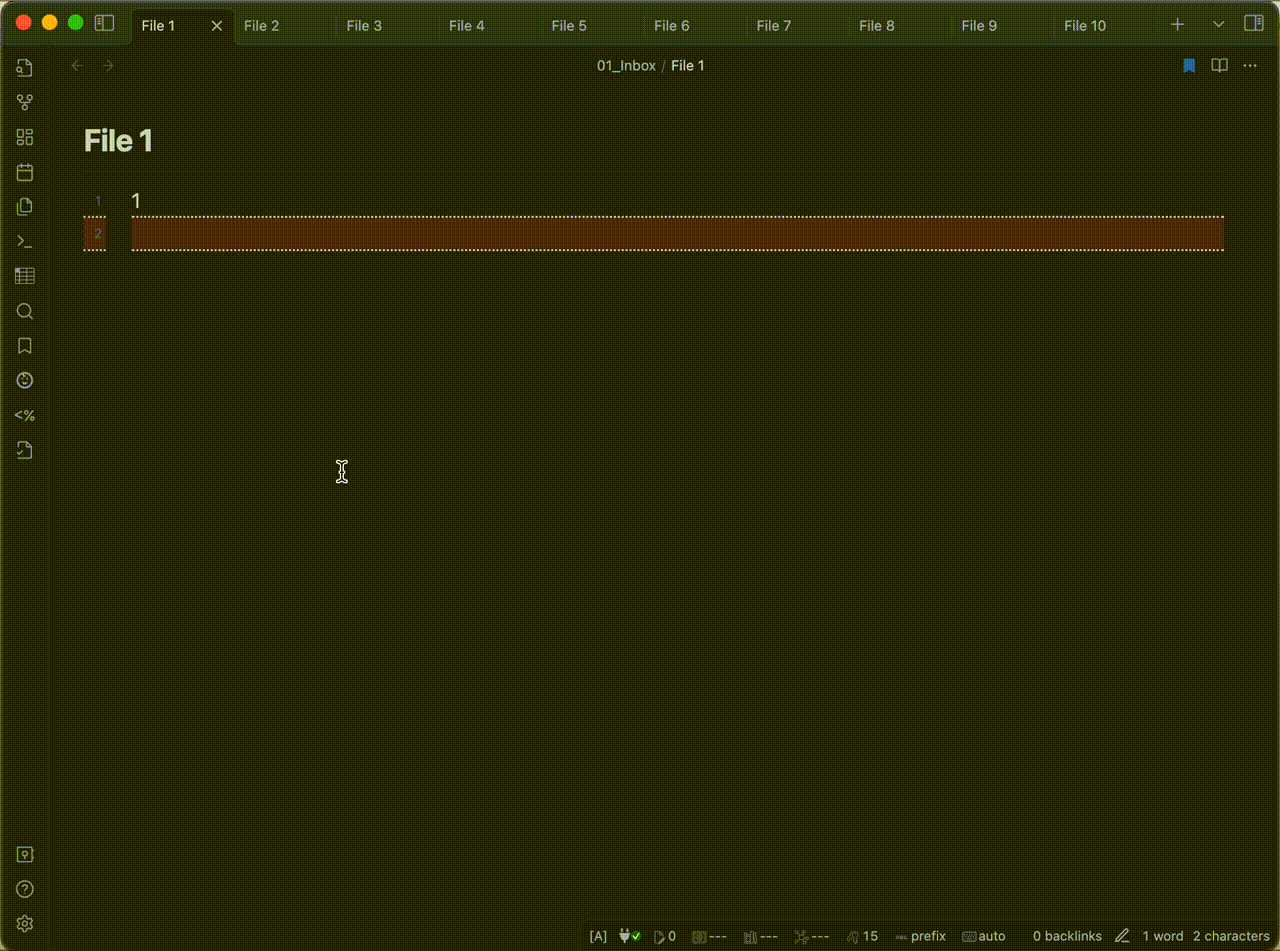 File 1 File 2 File 3 File 4 File 5 File 6 File 7 File 8 File 9 File 10
01_Inbox / File 1
File 1
1 1
2
<%
[A] 0 --- --- --- 15 prefix auto 0 backlinks 1 word 2 characters